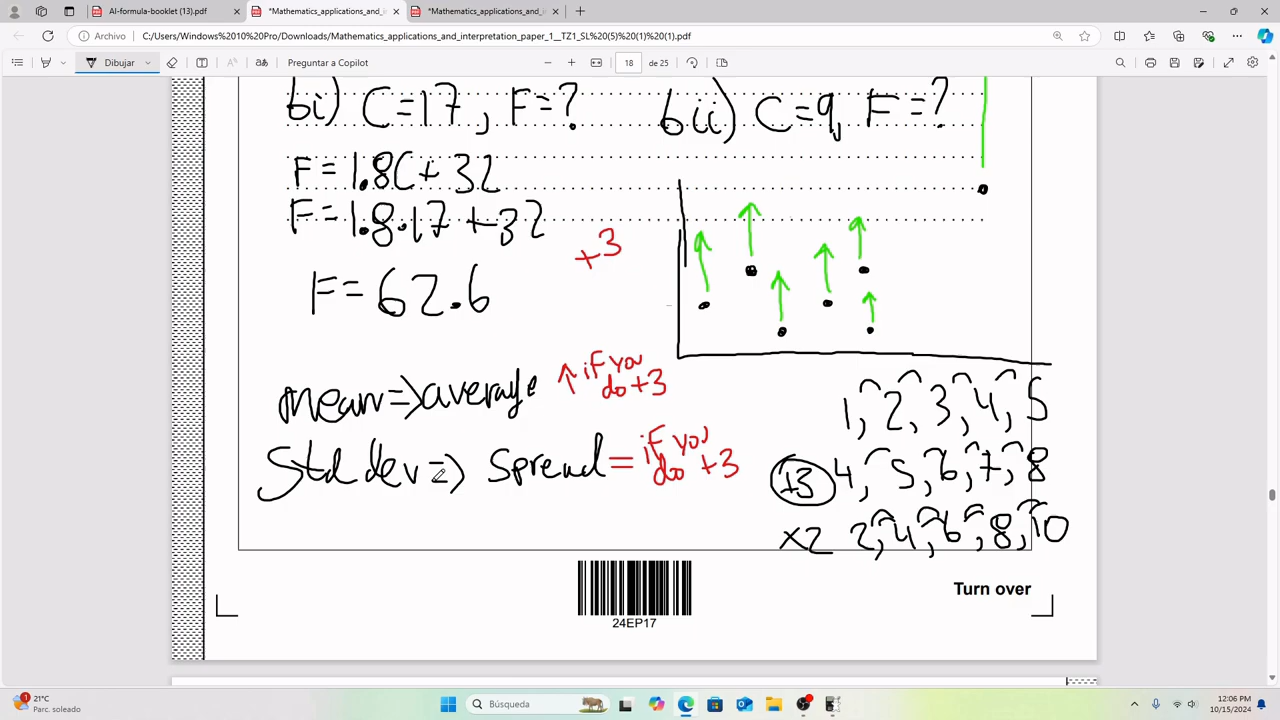 AI-formula-booklet (13).pdf
*Mathematics_applications_and_i
*Mathematics_applications_and_in
Archivo
C:/Users/Windows%2010%20Pro/Downloads/Mathematics_applications_and_interpretation_paper_1__TZ1_SL%20(5)%20(1)%20(1).pdf
Dibujar
Preguntar a Copilot
18 de 25
bi) C=17, F=?
bii) C=9, F=?
F=1.8C+32
F=1.8.17+32
+3
F=62.6
mean=>average ↑ if you do +3
Std dev=> spread = if you do +3
1, 2, 3, 4, 5
+3 4, 5, 6, 7, 8
x2 2, 4, 6, 8, 10
Turn over
24EP17
1
21°C
Parc. soleado
Búsqueda
12:06 PM
10/15/2024